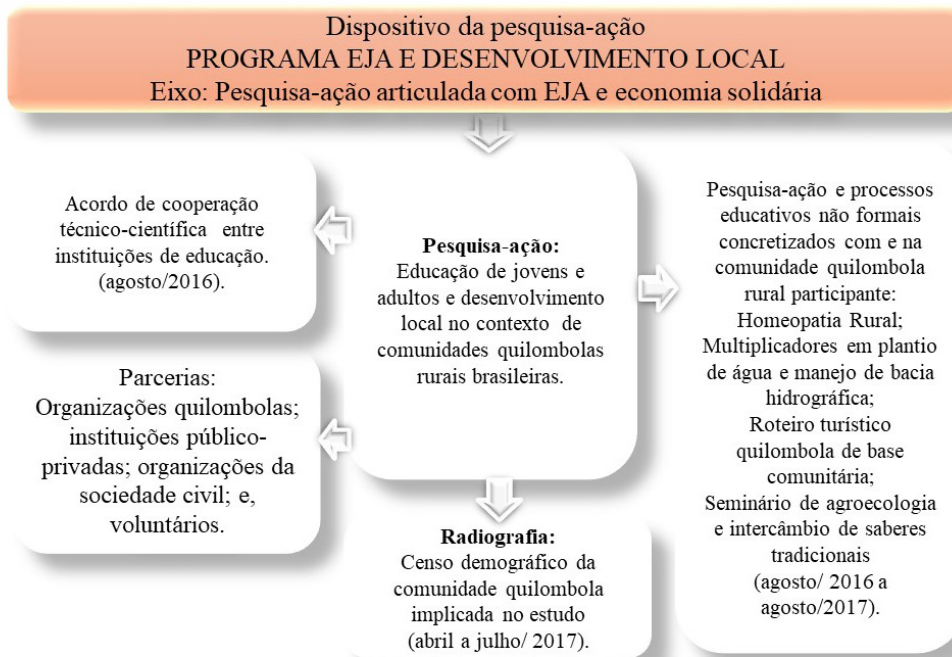 Dispositivo da pesquisa-ação
PROGRAMA EJA E DESENVOLVIMENTO LOCAL
Eixo: Pesquisa-ação articulada com EJA e economia solidária
Acordo de cooperação
técnico-científica entre
instituições de educação.
(agosto/2016).
Parcerias:
Organizações quilombolas;
instituições público-
privadas; organizações da
sociedade civil; e,
voluntários.
Pesquisa-ação:
Educação de jovens e
adultos e desenvolvimento
local no contexto de
comunidades quilombolas
rurais brasileiras.
Radiografia:
Censo demográfico da
comunidade quilombola
implicada no estudo
(abril a julho/ 2017).
Pesquisa-ação e processos
educativos não formais
concretizados com e na
comunidade quilombola
rural participante:
Homeopatia Rural;
Multiplicadores em plantio
de água e manejo de bacia
hidrográfica;
Roteiro turístico
quilombola de base
comunitária;
Seminário de agroecologia
e intercâmbio de saberes
tradicionais
(agosto/ 2016 a
agosto/2017).